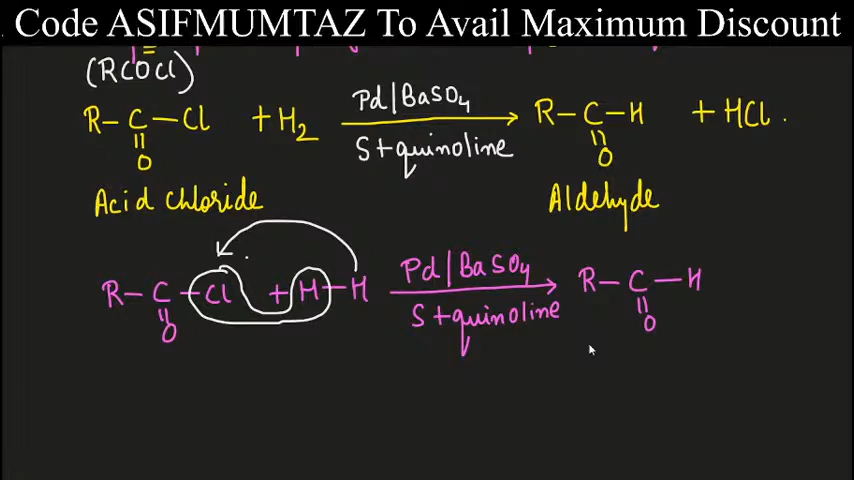 Code ASIFMUMTAZ To Avail Maximum Discount
(RCOCl)
R-C-Cl + H2 Pd|BaSO4 R-C-H + HCl.
O S+quinoline O
Acid chloride Aldehyde
R-C-Cl + H-H Pd|BaSO4 R-C-H
O S+quinoline O